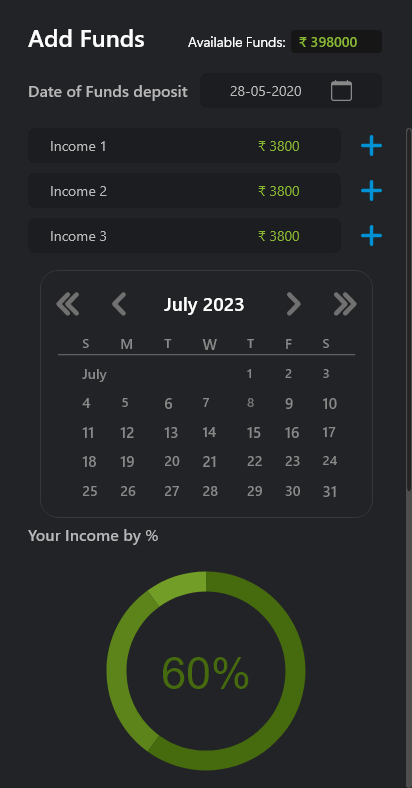 Add Funds
Available Funds: ₹ 398000
Date of Funds deposit 28-05-2020
Income 1 ₹ 3800
Income 2 ₹ 3800
Income 3 ₹ 3800
July 2023
S M T W T F S
July 1 2 3
4 5 6 7 8 9 10
11 12 13 14 15 16 17
18 19 20 21 22 23 24
25 26 27 28 29 30 31
Your Income by %
60%